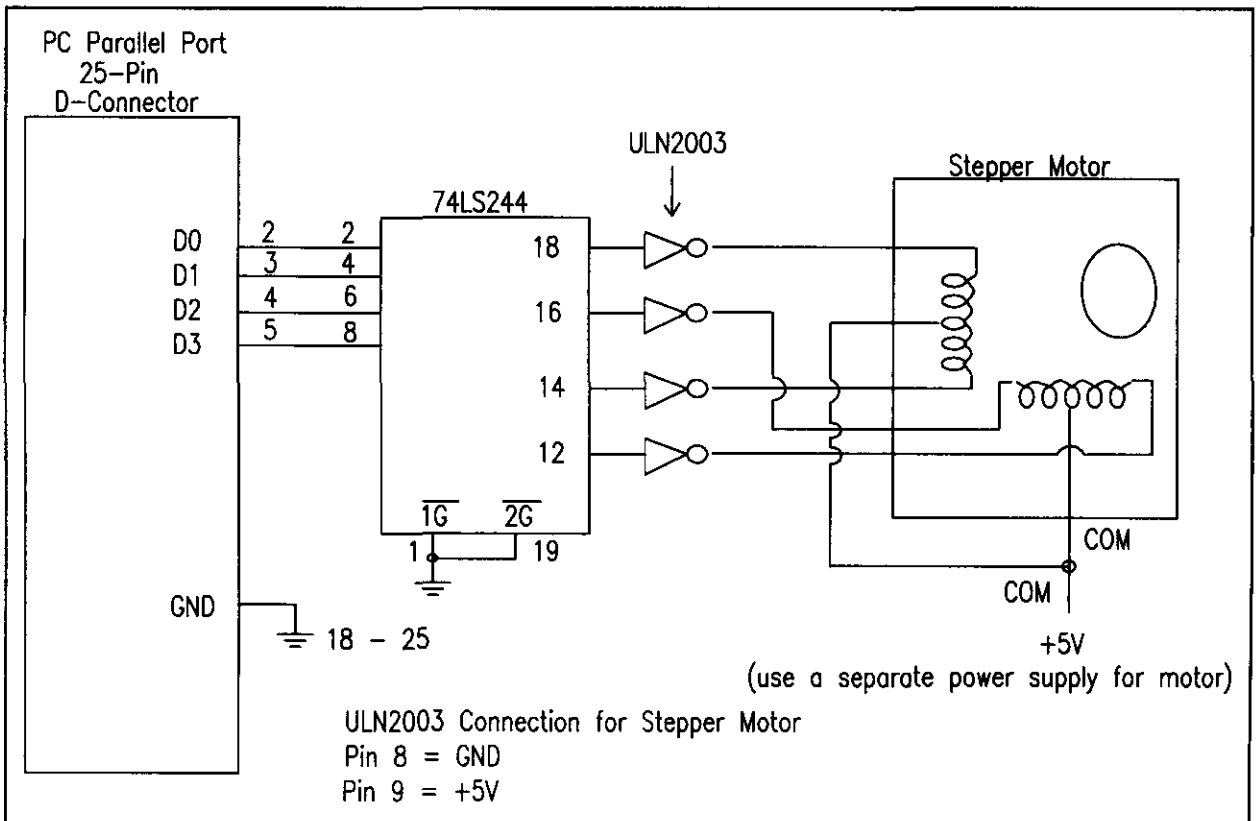 PC Parallel Port
25-Pin
D-Connector
ULN2003
Stepper Motor
74LS244
D0 2 2 18
D1 3 4
D2 4 6 16
D3 5 8
14
12
1G 2G
1 19
COM
COM
GND
18 - 25
+5V
(use a separate power supply for motor)
ULN2003 Connection for Stepper Motor
Pin 8 = GND
Pin 9 = +5V